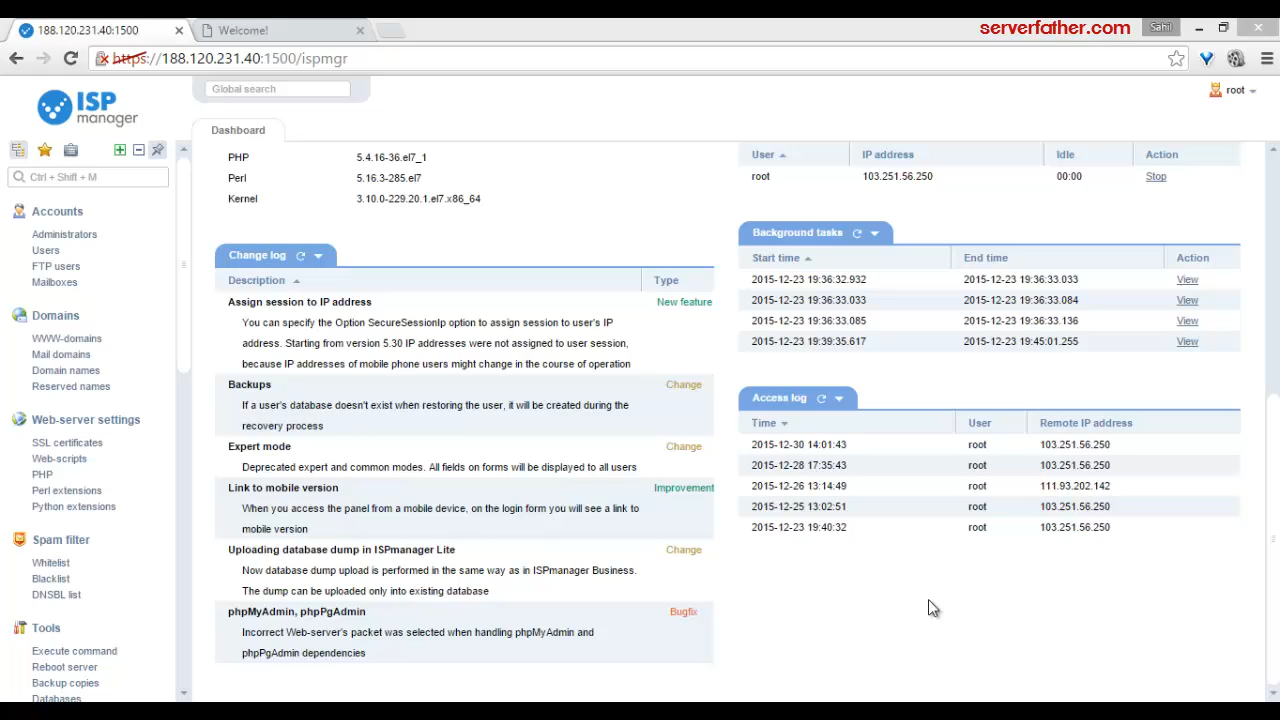 188.120.231.40:1500
Welcome!
serverfather.com
Sahil
https://188.120.231.40:1500/ispmgr
ISP
manager
Global search
root
Dashboard
Ctrl + Shift + M
Accounts
Administrators
Users
FTP users
Mailboxes
Domains
WWW-domains
Mail domains
Domain names
Reserved names
Web-server settings
SSL certificates
Web-scripts
PHP
Perl extensions
Python extensions
Spam filter
Whitelist
Blacklist
DNSBL list
Tools
Execute command
Reboot server
Backup copies
Databases
PHP 5.4.16-36.el7_1
Perl 5.16.3-285.el7
Kernel 3.10.0-229.20.1.el7.x86_64
Change log
Description Type
Assign session to IP address New feature
You can specify the Option SecureSessionIp option to assign session to user's IP
address. Starting from version 5.30 IP addresses were not assigned to user session,
because IP addresses of mobile phone users might change in the course of operation
Backups Change
If a user's database doesn't exist when restoring the user, it will be created during the
recovery process
Expert mode Change
Deprecated expert and common modes. All fields on forms will be displayed to all users
Link to mobile version Improvement
When you access the panel from a mobile device, on the login form you will see a link to
mobile version
Uploading database dump in ISPmanager Lite Change
Now database dump upload is performed in the same way as in ISPmanager Business.
The dump can be uploaded only into existing database
phpMyAdmin, phpPgAdmin Bugfix
Incorrect Web-server's packet was selected when handling phpMyAdmin and
phpPgAdmin dependencies
User IP address Idle Action
root 103.251.56.250 00:00 Stop
Background tasks
Start time End time Action
2015-12-23 19:36:32.932 2015-12-23 19:36:33.033 View
2015-12-23 19:36:33.033 2015-12-23 19:36:33.084 View
2015-12-23 19:36:33.085 2015-12-23 19:36:33.136 View
2015-12-23 19:39:35.617 2015-12-23 19:45:01.255 View
Access log
Time User Remote IP address
2015-12-30 14:01:43 root 103.251.56.250
2015-12-28 17:35:43 root 103.251.56.250
2015-12-26 13:14:49 root 111.93.202.142
2015-12-25 13:02:51 root 103.251.56.250
2015-12-23 19:40:32 root 103.251.56.250